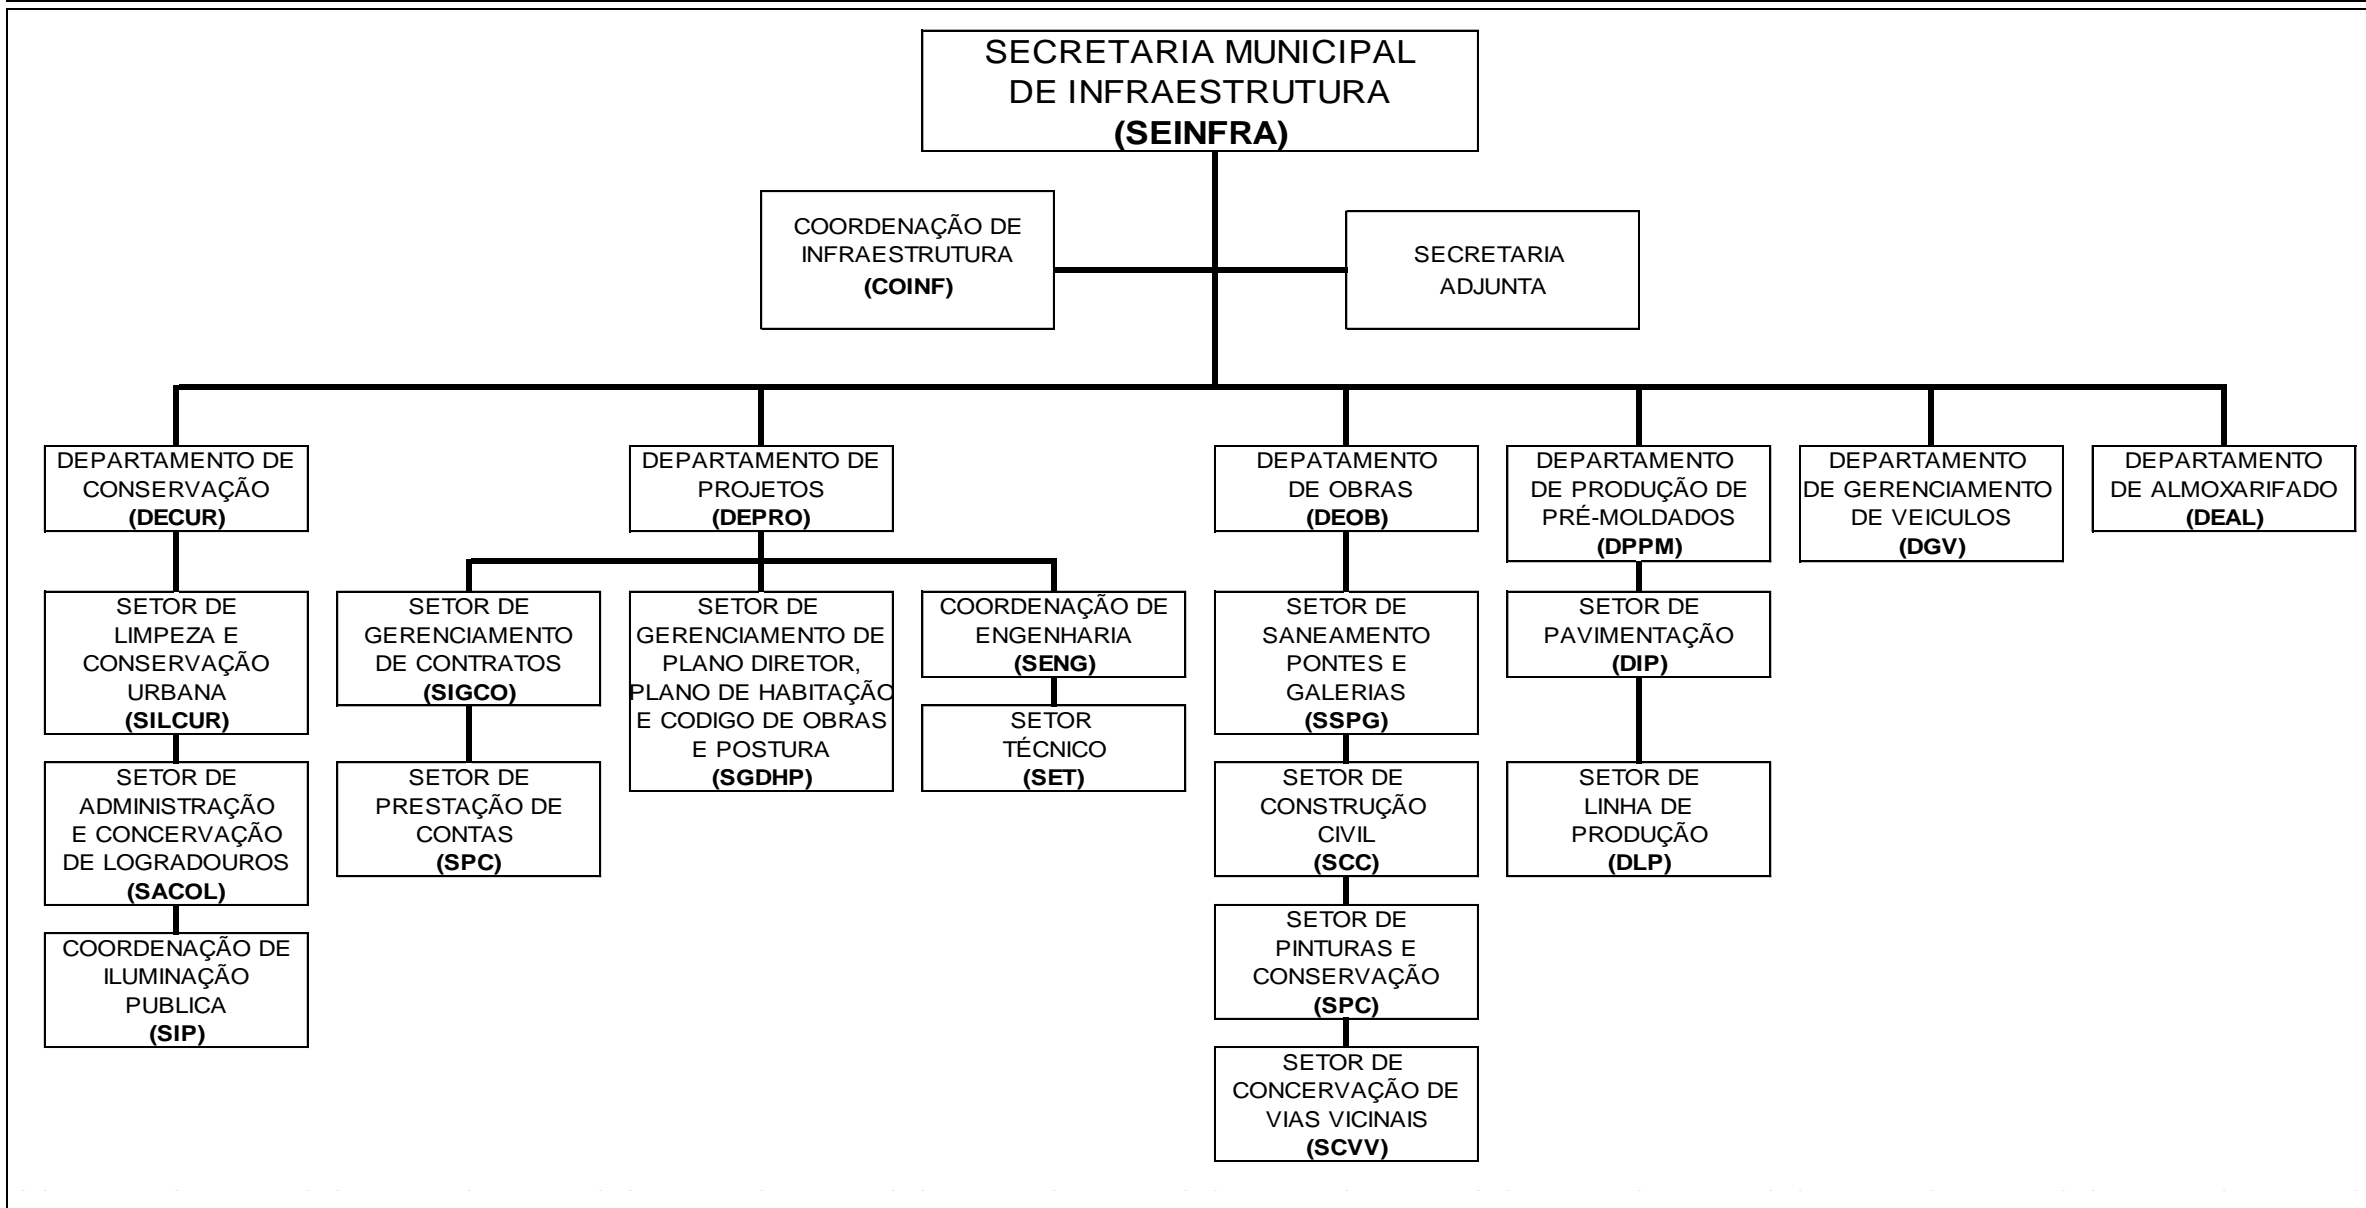 SECRETARIA MUNICIPAL
DE INFRAESTRUTURA
(SEINFRA)
COORDENAÇÃO DE
INFRAESTRUTURA
(COINF)
SECRETARIA
ADJUNTA
DEPARTAMENTO DE
CONSERVAÇÃO
(DECUR)
DEPARTAMENTO DE
PROJETOS
(DEPRO)
DEPATAMENTO
DE OBRAS
(DEOB)
DEPARTAMENTO
DE PRODUÇÃO DE
PRÉ-MOLDADOS
(DPPM)
DEPARTAMENTO
DE GERENCIAMENTO
DE VEICULOS
(DGV)
DEPARTAMENTO
DE ALMOXARIFADO
(DEAL)
SETOR DE
LIMPEZA E
CONSERVAÇÃO
URBANA
(SILCUR)
SETOR DE
GERENCIAMENTO
DE CONTRATOS
(SIGCO)
SETOR DE
GERENCIAMENTO DE
PLANO DIRETOR,
PLANO DE HABITAÇÃO
E CODIGO DE OBRAS
E POSTURA
(SGDHP)
COORDENAÇÃO DE
ENGENHARIA
(SENG)
SETOR DE
SANEAMENTO
PONTES E
GALERIAS
(SSPG)
SETOR DE
PAVIMENTAÇÃO
(DIP)
SETOR
TÉCNICO
(SET)
SETOR DE
ADMINISTRAÇÃO
E CONCERVAÇÃO
DE LOGRADOUROS
(SACOL)
SETOR DE
PRESTAÇÃO DE
CONTAS
(SPC)
SETOR DE
CONSTRUÇÃO
CIVIL
(SCC)
SETOR DE
LINHA DE
PRODUÇÃO
(DLP)
COORDENAÇÃO DE
ILUMINAÇÃO
PUBLICA
(SIP)
SETOR DE
PINTURAS E
CONSERVAÇÃO
(SPC)
SETOR DE
CONCERVAÇÃO DE
VIAS VICINAIS
(SCVV)